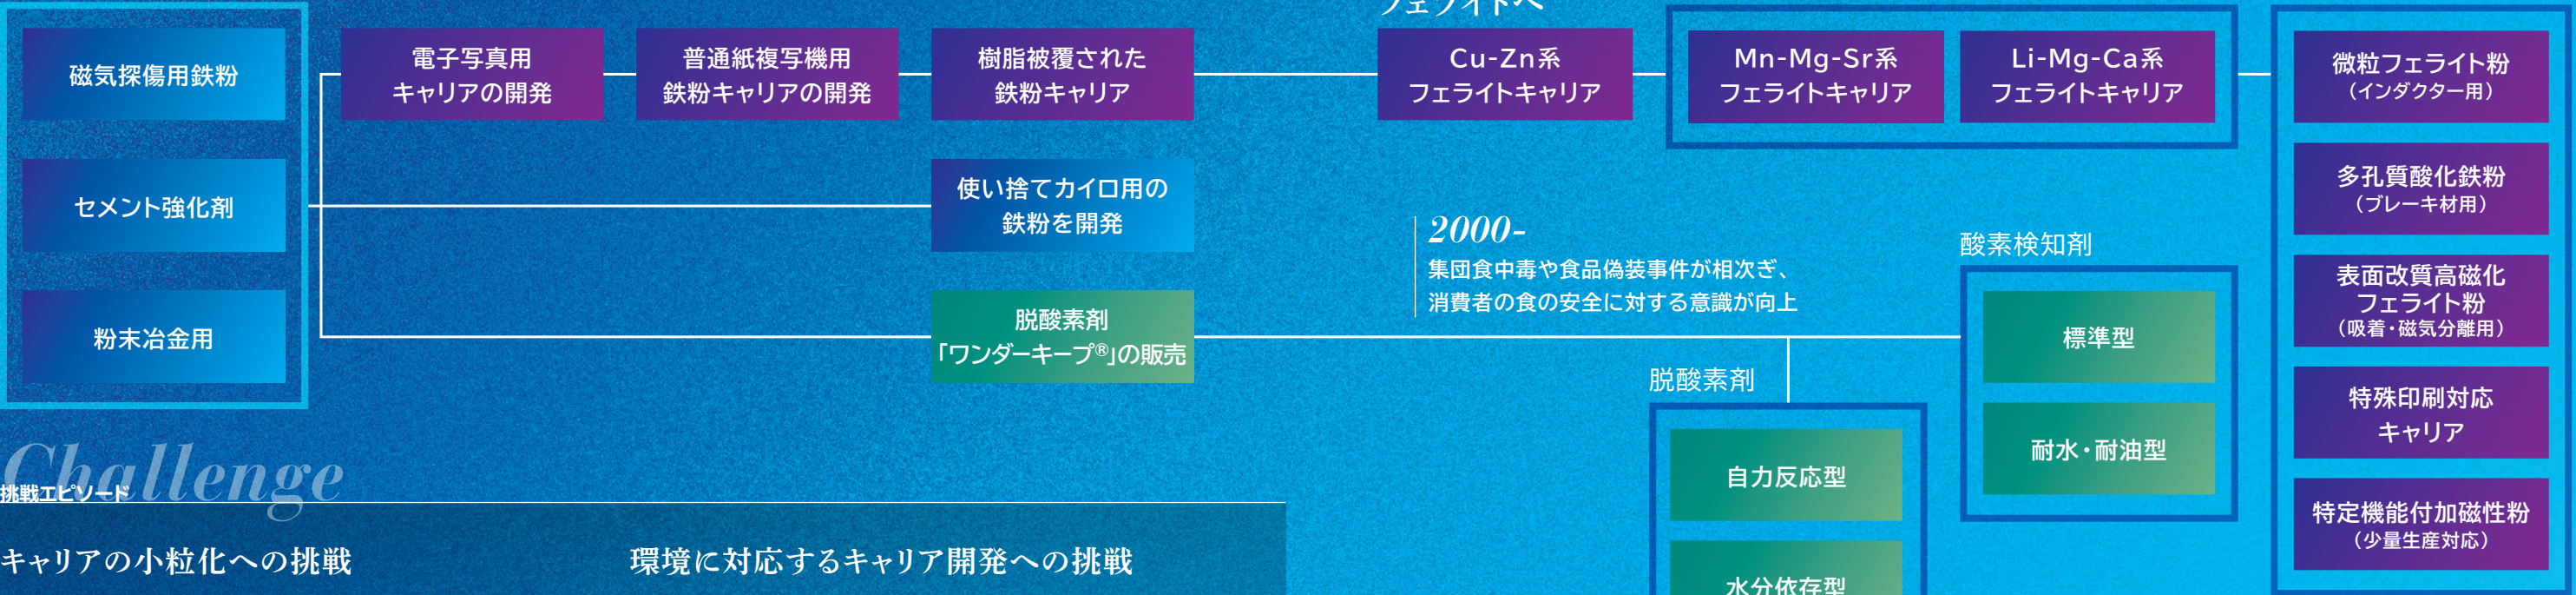 フェライトへ
磁気探傷用鉄粉
セメント強化剤
粉末冶金用
電子写真用
キャリアの開発
普通紙複写機用
鉄粉キャリアの開発
樹脂被覆された
鉄粉キャリア
使い捨てカイロ用の
鉄粉を開発
脱酸素剤
「ワンダーキープ®」の販売
Cu-Zn系
フェライトキャリア
Mn-Mg-Sr系
フェライトキャリア
Li-Mg-Ca系
フェライトキャリア
2000-
集団食中毒や食品偽装事件が相次ぎ、
消費者の食の安全に対する意識が向上
脱酸素剤
自力反応型
水分依存型
酸素検知剤
標準型
耐水・耐油型
微粒フェライト粉
（インダクター用）
多孔質酸化鉄粉
（ブレーキ材用）
表面改質高磁化
フェライト粉
（吸着・磁気分離用）
特殊印刷対応
キャリア
特定機能付加磁性粉
（少量生産対応）
Challenge
挑戦エピソード
キャリアの小粒化への挑戦
環境に対応するキャリア開発への挑戦